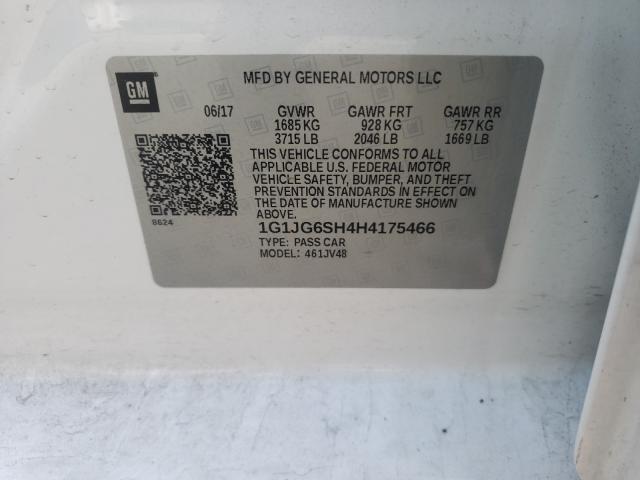 GM
MFD BY GENERAL MOTORS LLC
06/17 GVWR GAWR FRT GAWR RR
1685 KG 928 KG 757 KG
3715 LB 2046 LB 1669 LB
THIS VEHICLE CONFORMS TO ALL
APPLICABLE U.S. FEDERAL MOTOR
VEHICLE SAFETY, BUMPER, AND THEFT
PREVENTION STANDARDS IN EFFECT ON
THE DATE OF MANUFACTURE SHOWN
ABOVE.
8624
1G1JG6SH4H4175466
TYPE: PASS CAR
MODEL: 461JV48